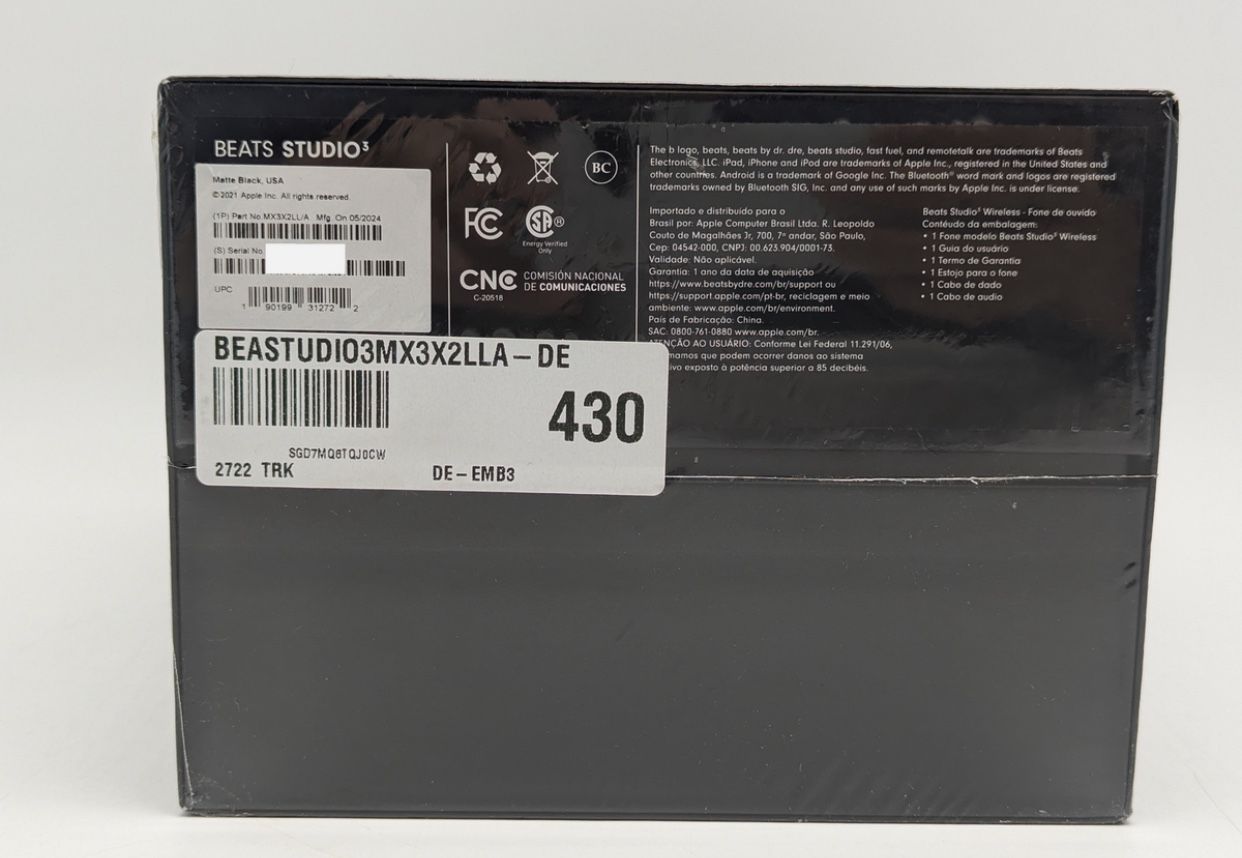 BEATS STUDIO³
Matte Black, USA
©2021 Apple Inc. All rights reserved.
(1P) Part No.MX3X2LL/A Mfg. On 05/2024
(S) Serial No.
UPC
1 90199 31272 2
BC
FC
SP®
Energy Verified
Only
CNC COMISIÓN NACIONAL
DE COMUNICACIONES
C-20518
The b logo, beats, beats by dr. dre, beats studio, fast fuel, and remotetalk are trademarks of Beats
Electronics, LLC. iPad, iPhone and iPod are trademarks of Apple Inc., registered in the United States and
other countries. Android is a trademark of Google Inc. The Bluetooth® word mark and logos are registered
trademarks owned by Bluetooth SIG, Inc. and any use of such marks by Apple Inc. is under license.
Importado e distribuído para o
Brasil por: Apple Computer Brasil Ltda. R. Leopoldo
Couto de Magalhães Jr, 700, 7º andar, São Paulo,
Cep: 04542-000, CNPJ: 00.623.904/0001-73.
Validade: Não aplicável.
Garantia: 1 ano da data de aquisição
https://www.beatsbydre.com/br/support ou
https://support.apple.com/pt-br, reciclagem e meio
ambiente: www.apple.com/br/environment.
País de Fabricação: China.
SAC: 0800-761-0880 www.apple.com/br.
ATENÇÃO AO USUÁRIO: Conforme Lei Federal 11.291/06,
que podem ocorrer danos ao sistema
exposto à potência superior a 85 decibéis.
Beats Studio³ Wireless - Fone de ouvido
Contéudo da embalagem:
• 1 Fone modelo Beats Studio³ Wireless
• 1 Guia do usuário
• 1 Termo de Garantia
• 1 Estojo para o fone
• 1 Cabo de dado
• 1 Cabo de audio
BEASTUDIO3MX3X2LLA-DE
430
SGD7MQ6TQJ0CW
2722 TRK DE-EMB3